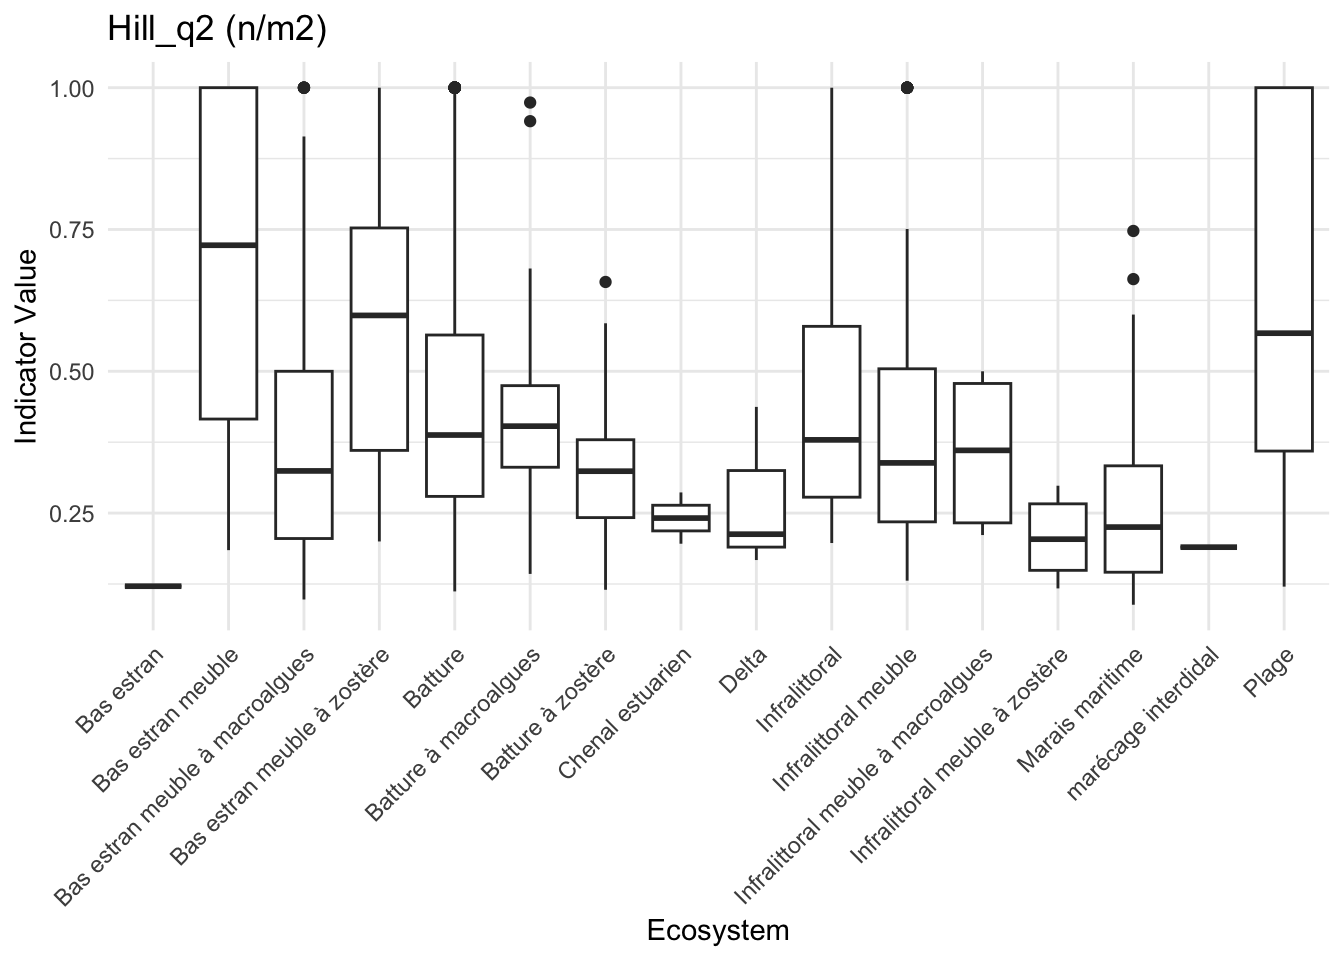 Hill_q2 (n/m2)
Indicator Value
1.00
0.75
0.50
0.25
Bas estran
Bas estran meuble
Bas estran meuble à macroalgues
Bas estran meuble à zostère
Batture
Batture à macroalgues
Batture à zostère
Chenal estuarien
Delta
Infralittoral
Infralittoral meuble
Infralittoral meuble à macroalgues
Infralittoral meuble à zostère
Marais maritime
marécage interdidal
Plage
Ecosystem